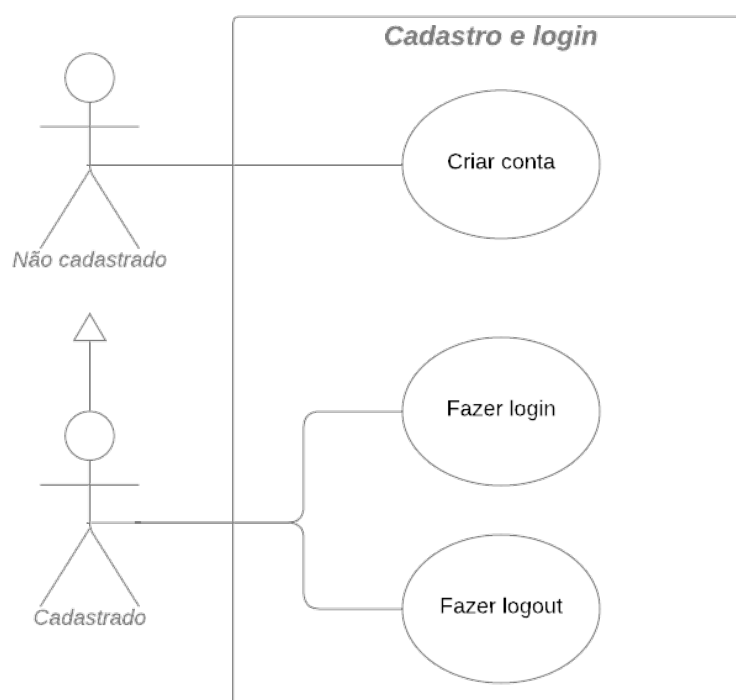 Cadastro e login
Criar conta
Não cadastrado
Fazer login
Fazer logout
Cadastrado